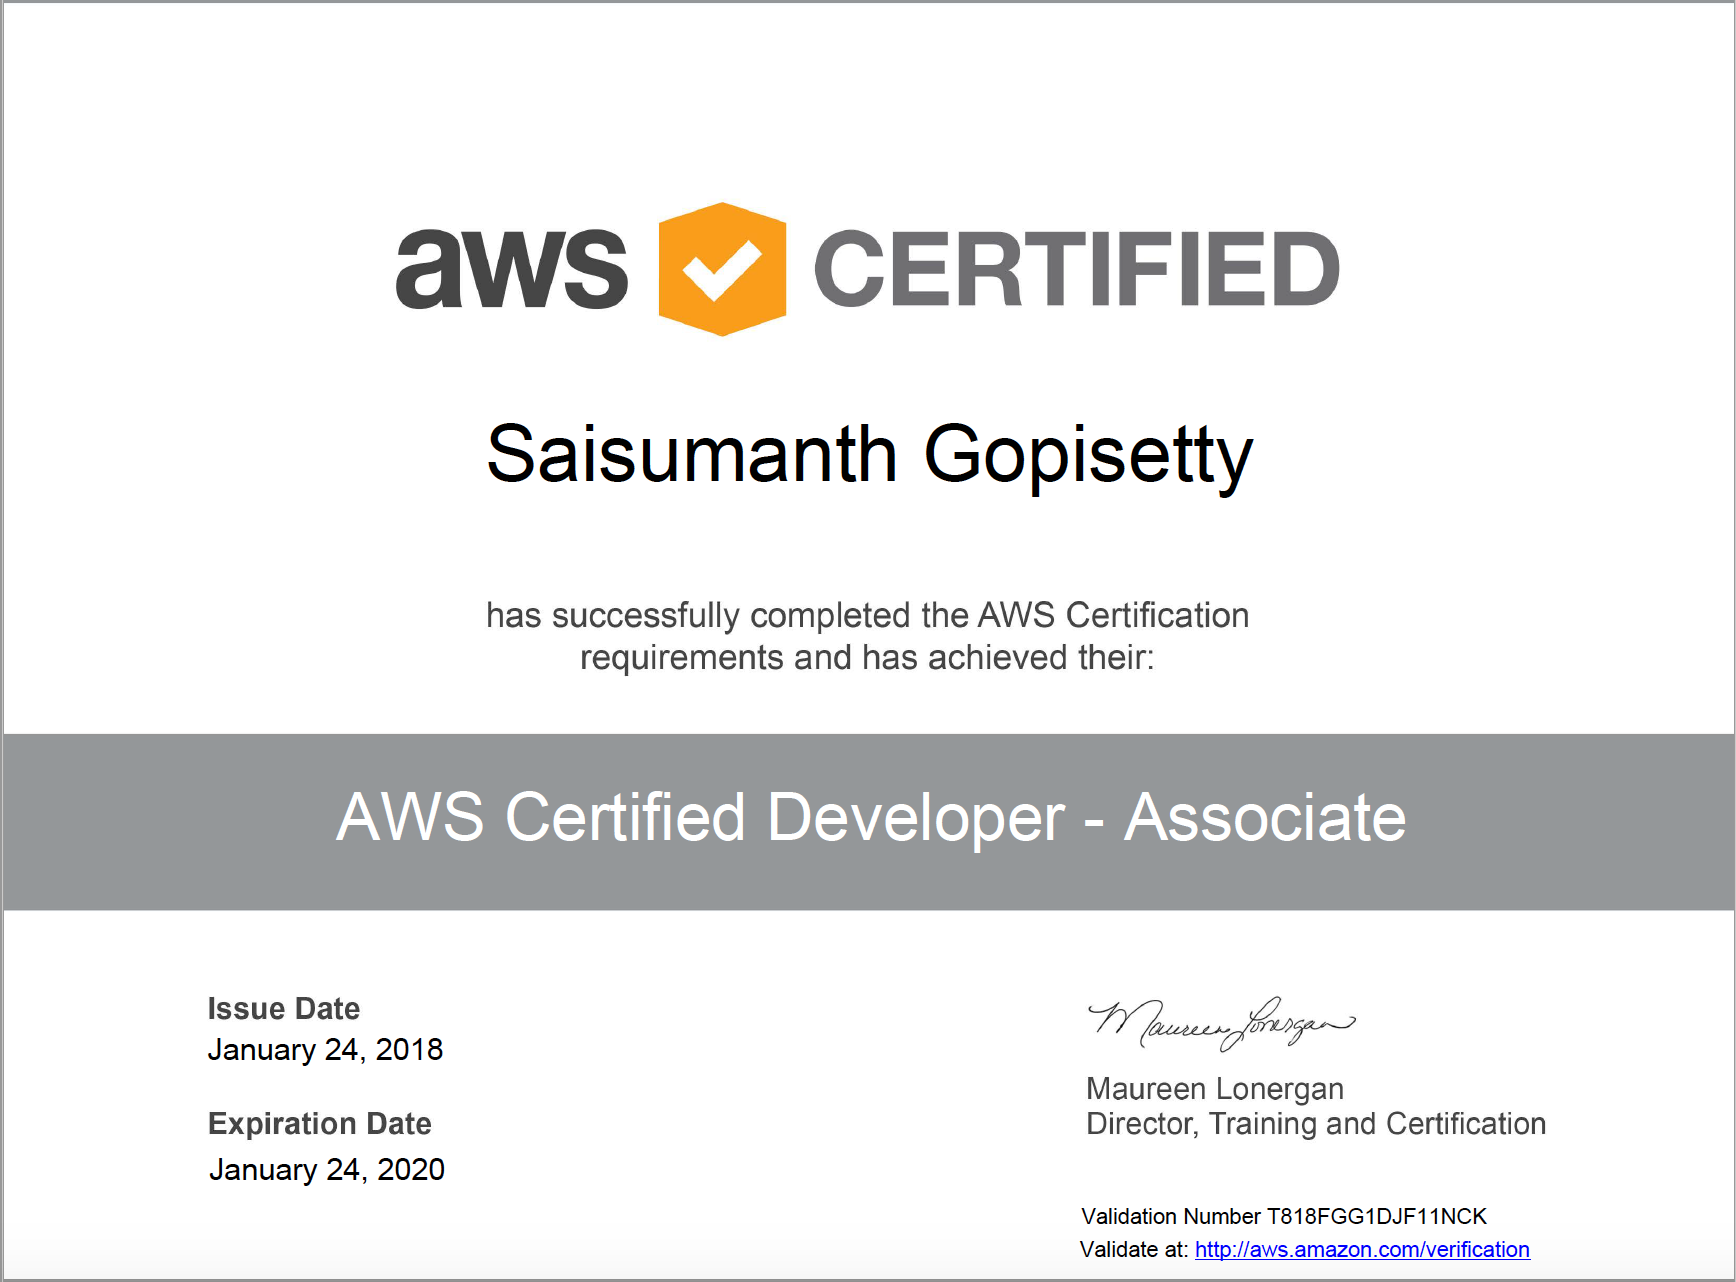 aws CERTIFIED
Saisumanth Gopisetty
has successfully completed the AWS Certification
requirements and has achieved their:
AWS Certified Developer - Associate
Issue Date
January 24, 2018
Expiration Date
January 24, 2020
Maureen Lonergan
Maureen Lonergan
Director, Training and Certification
Validation Number T818FGG1DJF11NCK
Validate at: http://aws.amazon.com/verification